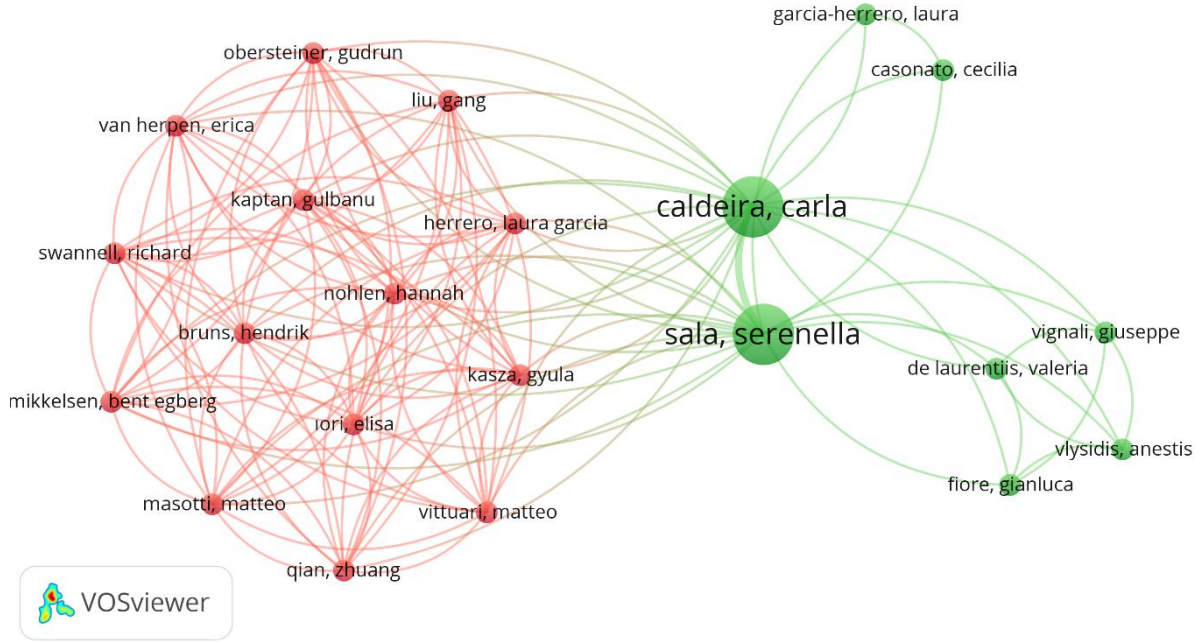 garcia-herrero, laura
obersteiner, gudrun
casonato, cecilia
liu, gang
van herpen, erica
kaptan, gulbanu
caldeira, carla
herrero, laura garcia
swannell, richard
nohlen, hannah
bruns, hendrik
sala, serenella
vignali, giuseppe
de laurentiis, valeria
kasza, gyula
mikkelsen, bent egberg
elisa
vlysidis, anestis
fiore, gianluca
masotti, matteo
vittuari, matteo
qian, zhuang
VOSviewer